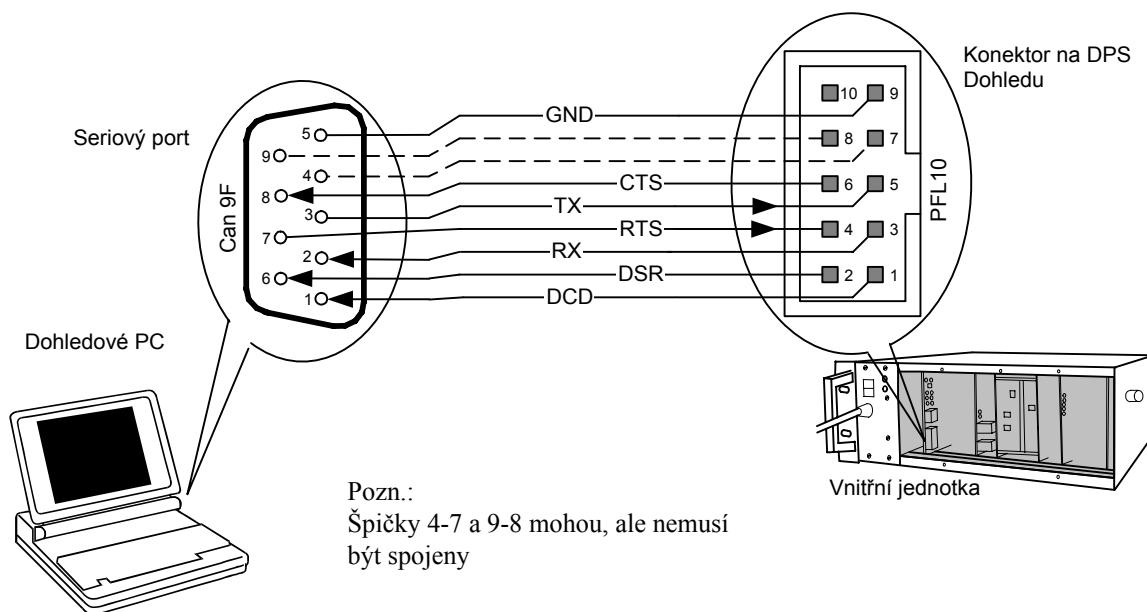 Konektor na DPS
Dohledu
Seriový port
Can 9F
5
9
4
8
3
7
2
6
1
GND
CTS
TX
RTS
RX
DSR
DCD
10 9
8 7
6 5
4 3
2 1
PFL10
Dohledové PC
Vnitřní jednotka
Pozn.:
Špičky 4-7 a 9-8 mohou, ale nemusí
být spojeny